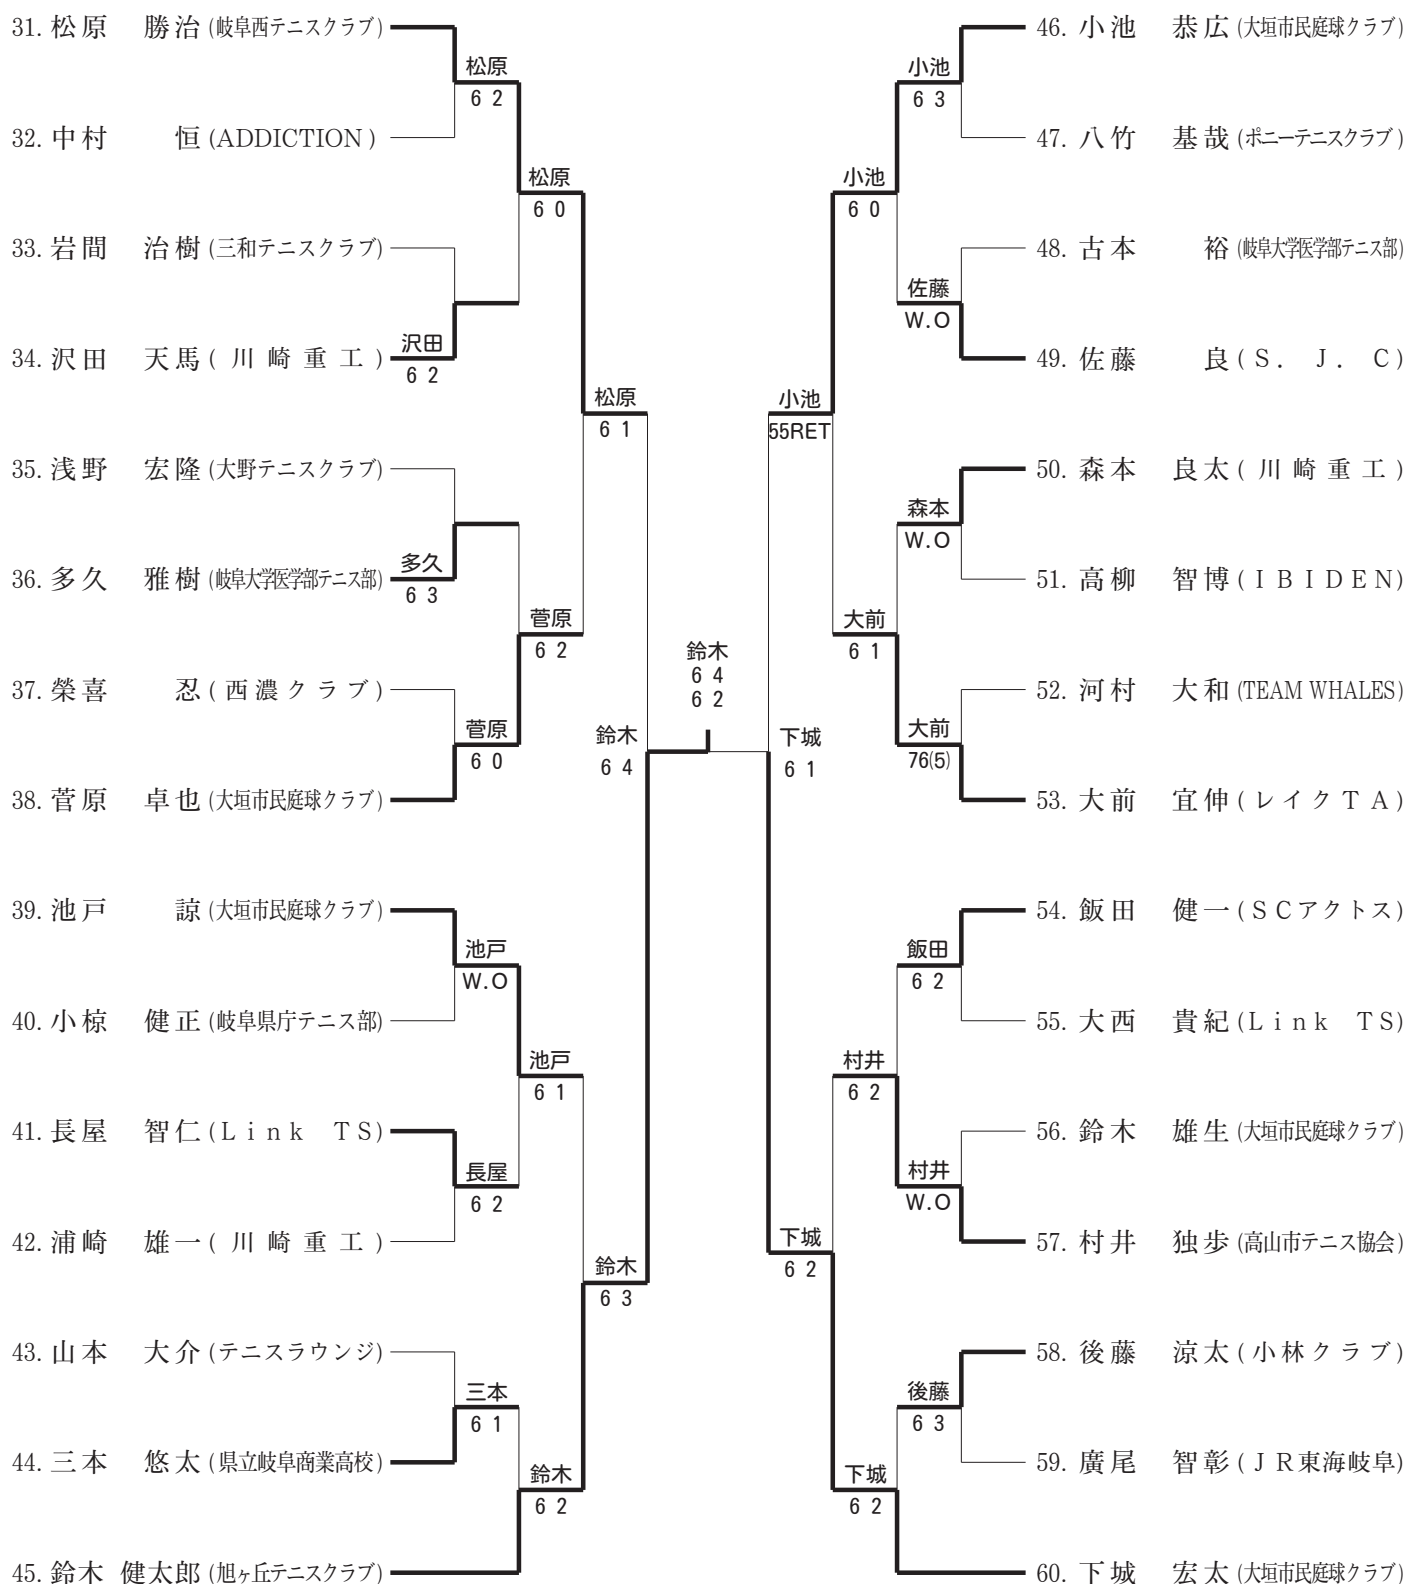 31. 松原 勝治 (岐阜西テニスクラブ)
松原
6 2
32. 中村 恒 (ADDICTION)
松原
6 0
33. 岩間 治樹 (三和テニスクラブ)
34. 沢田 天馬 ( 川 崎 重 工 )
沢田
6 2
松原
6 1
35. 浅野 宏隆 (大野テニスクラブ)
36. 多久 雅樹 (岐阜大学医学部テニス部)
多久
6 3
菅原
6 2
37. 榮喜 忍 (西濃クラブ)
菅原
6 0
38. 菅原 卓也 (大垣市民庭球クラブ)
鈴木
6 4
39. 池戸 諒 (大垣市民庭球クラブ)
池戸
W.O
40. 小椋 健正 (岐阜県庁テニス部)
池戸
6 1
41. 長屋 智仁 (Link TS)
長屋
6 2
42. 浦崎 雄一 ( 川 崎 重 工 )
鈴木
6 3
43. 山本 大介 (テニスラウンジ)
三本
6 1
44. 三本 悠太 (県立岐阜商業高校)
鈴木
6 2
45. 鈴木 健太郎 (旭ヶ丘テニスクラブ)
鈴木
6 4
6 2
46. 小池 恭広 (大垣市民庭球クラブ)
小池
6 3
47. 八竹 基哉 (ポニーテニスクラブ)
小池
6 0
48. 古本 裕 (岐阜大学医学部テニス部)
佐藤
W.O
49. 佐藤 良 (S. J. C)
小池
55RET
50. 森本 良太 ( 川 崎 重 工 )
森本
W.O
51. 高柳 智博 (IBIDEN)
大前
6 1
52. 河村 大和 (TEAM WHALES)
大前
76(5)
53. 大前 宜伸 (レイクTA)
下城
6 1
54. 飯田 健一 (SCアクトス)
飯田
6 2
55. 大西 貴紀 (Link TS)
村井
6 2
56. 鈴木 雄生 (大垣市民庭球クラブ)
村井
W.O
57. 村井 独歩 (高山市テニス協会)
下城
6 2
58. 後藤 涼太 (小林クラブ)
後藤
6 3
59. 廣尾 智彰 (JR東海岐阜)
下城
6 2
60. 下城 宏太 (大垣市民庭球クラブ)